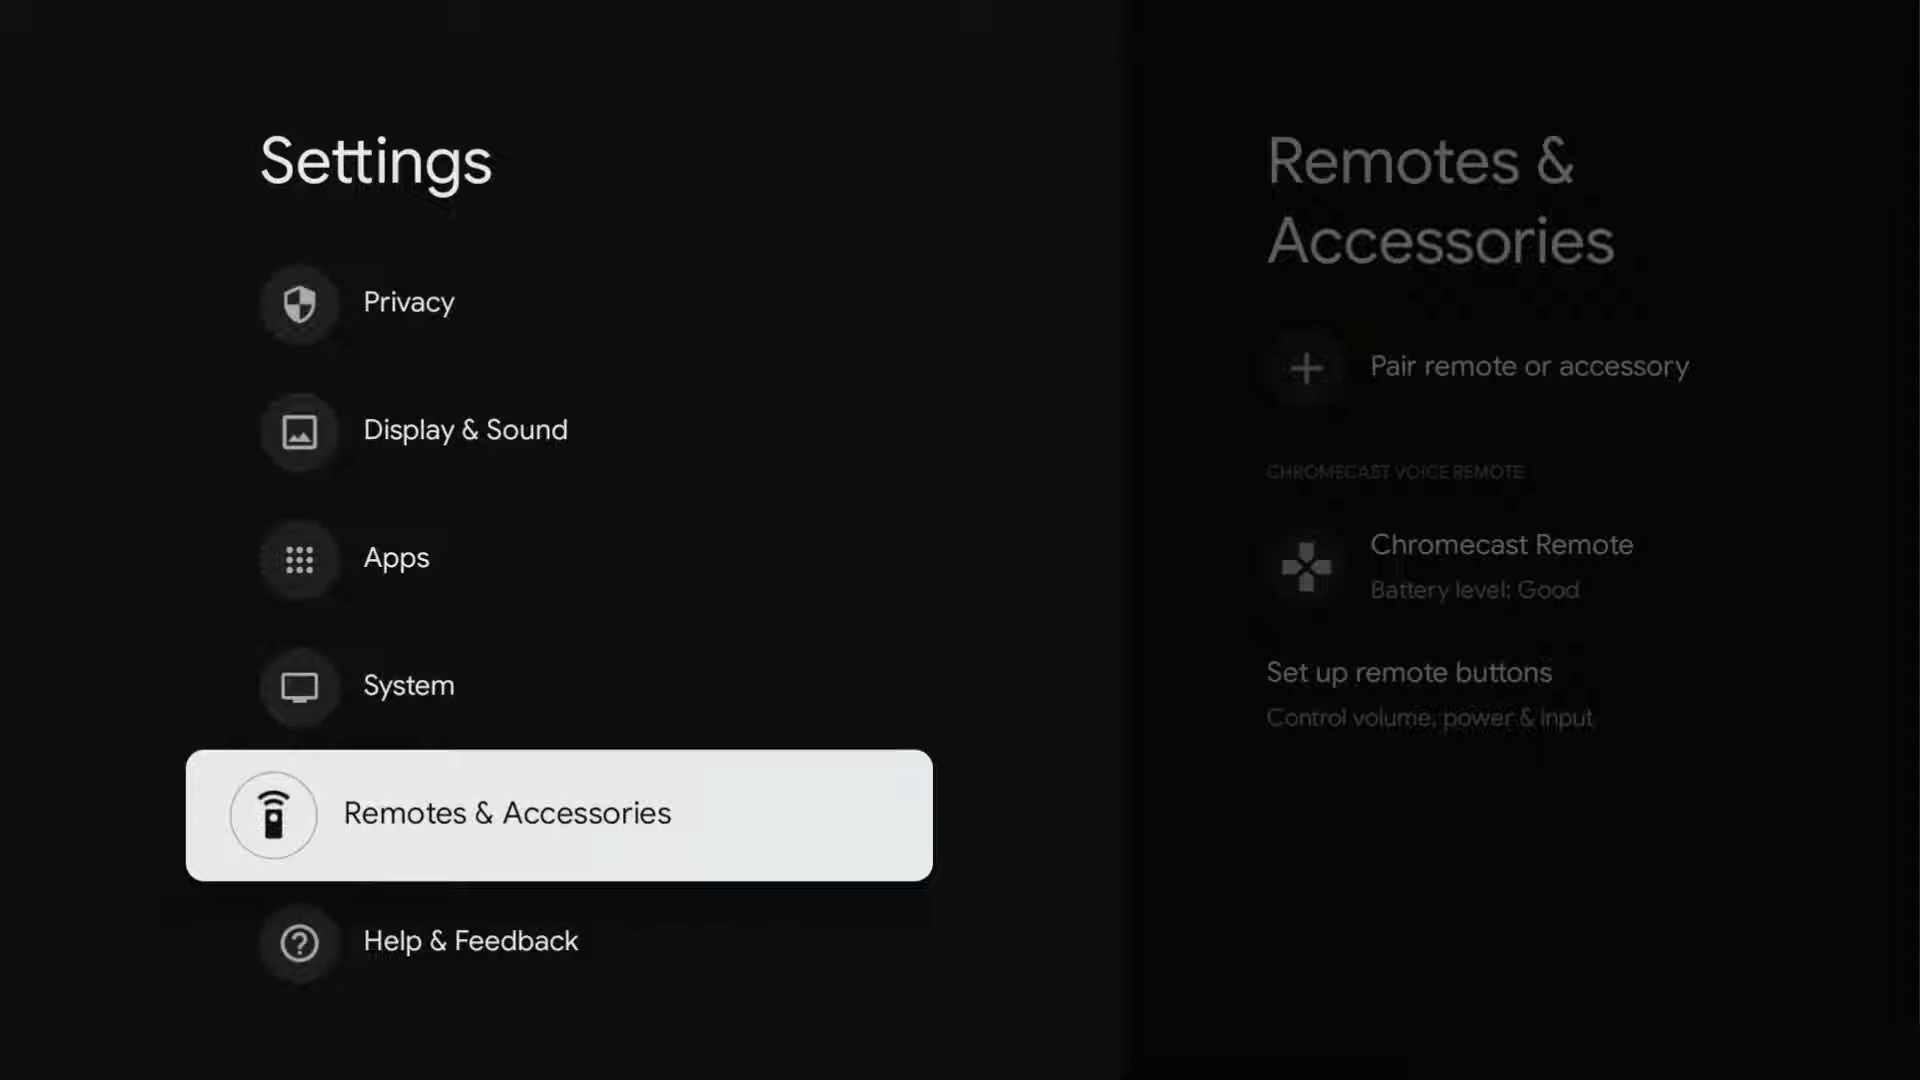 Settings
Privacy
Display & Sound
Apps
System
Remotes & Accessories
Help & Feedback
Remotes &
Accessories
Pair remote or accessory
CHROMECAST VOICE REMOTE
Chromecast Remote
Battery level: Good
Set up remote buttons
Control volume, power & input